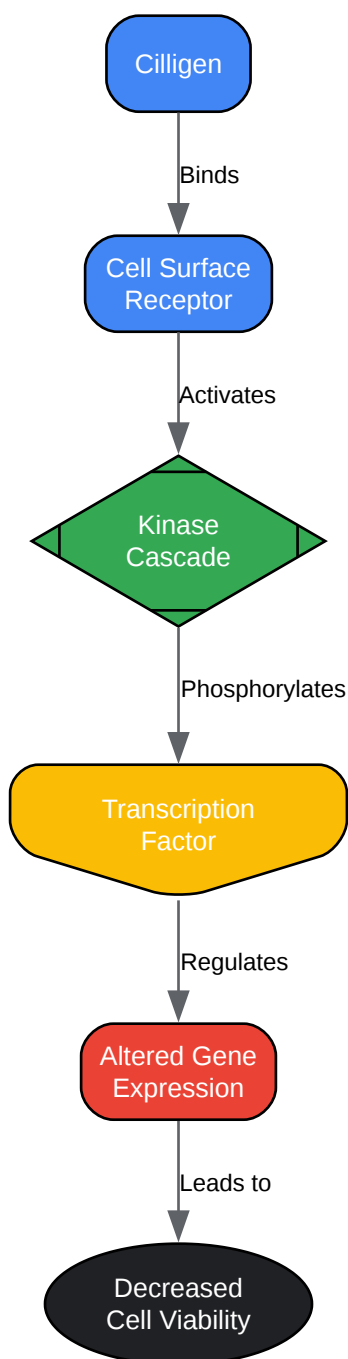 Cilligen
Binds
Cell Surface
Receptor
Activates
Kinase
Cascade
Phosphorylates
Transcription
Factor
Regulates
Altered Gene
Expression
Leads to
Decreased
Cell Viability